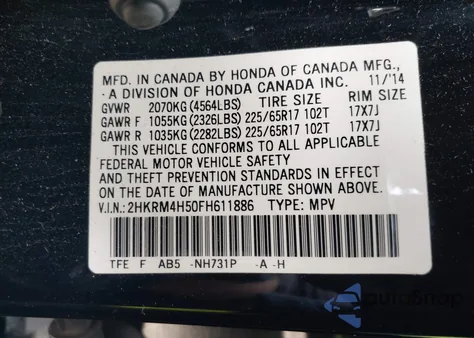 MFD. IN CANADA BY HONDA OF CANADA MFG.,
A DIVISION OF HONDA CANADA INC. 11/'14
GVWR 2070KG (4564LBS) TIRE SIZE RIM SIZE
GAWR F 1055KG (2326LBS) 225/65R17 102T 17X7J
GAWR R 1035KG (2282LBS) 225/65R17 102T 17X7J
THIS VEHICLE CONFORMS TO ALL APPLICABLE
FEDERAL MOTOR VEHICLE SAFETY
AND THEFT PREVENTION STANDARDS IN EFFECT
ON THE DATE OF MANUFACTURE SHOWN ABOVE.
V.I.N.: 2HKRM4H50FH611886 TYPE: MPV
TFE F AB5 -NH731P -A -H
autoSnap